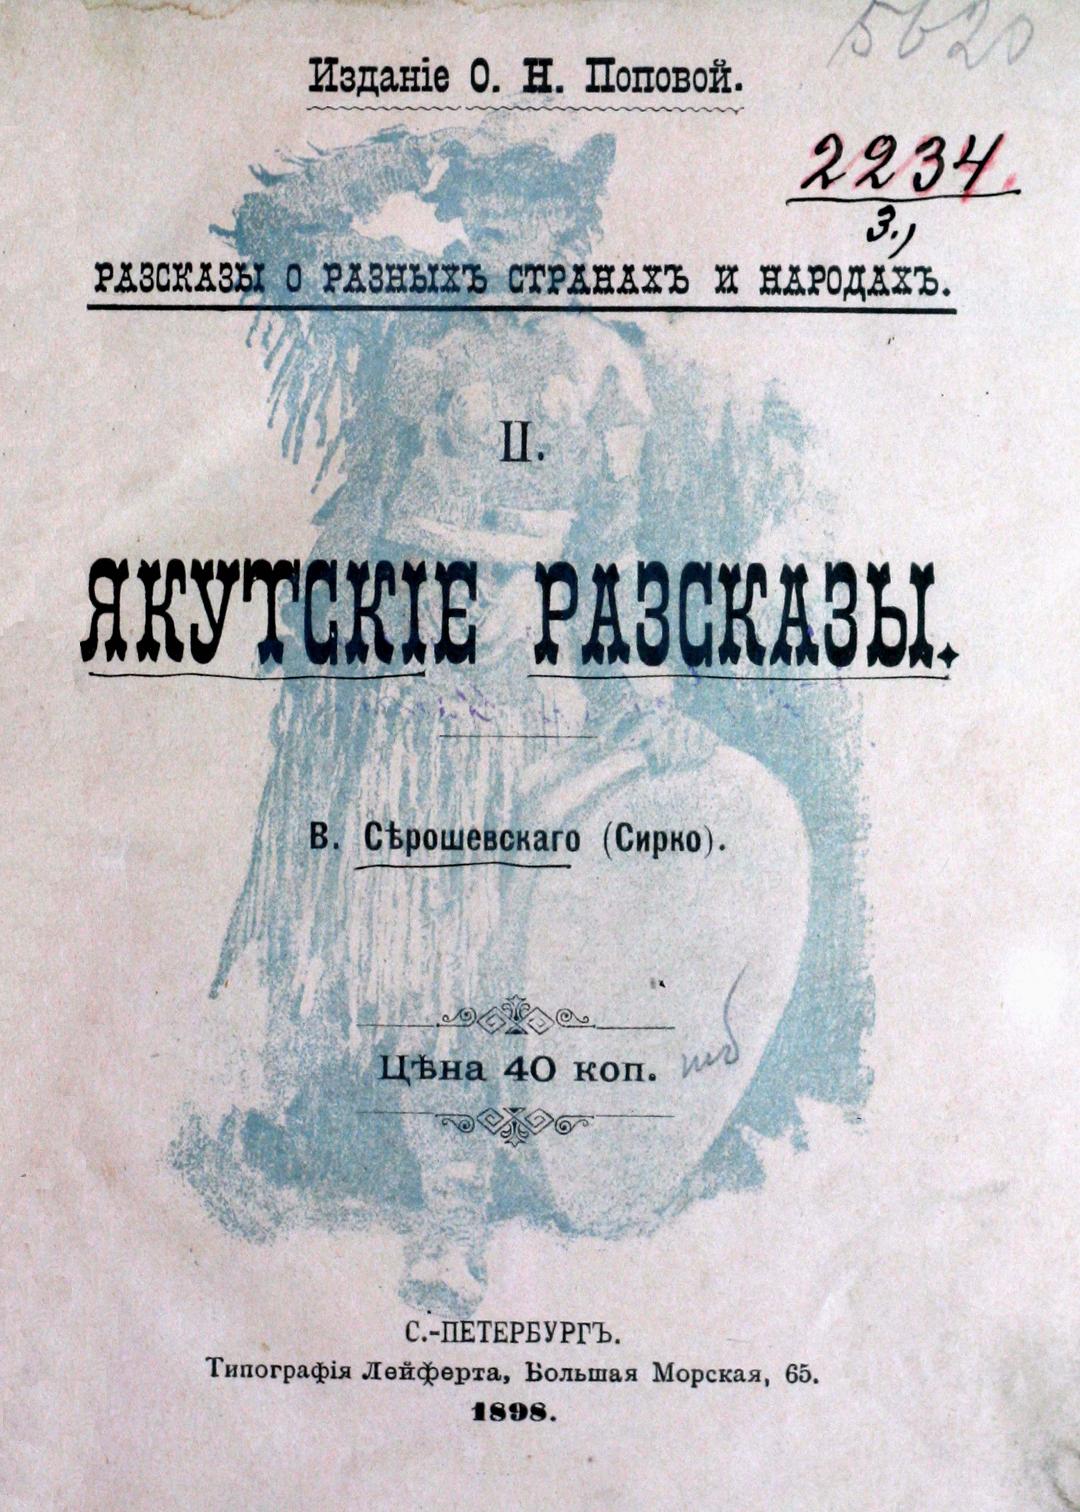 5620
Изданіе О. Н. Поповой.
2234
3.,
РАЗСКАЗЫ О РАЗНЫХЪ СТРАНАХЪ И НАРОДАХЪ.
II.
ЯКУТСКІЕ РАЗСКАЗЫ.
В. Сѣрошевскаго (Сирко).
Цѣна 40 коп.
С.-ПЕТЕРБУРГЪ.
Типографія Лейферта, Большая Морская, 65.
1898.